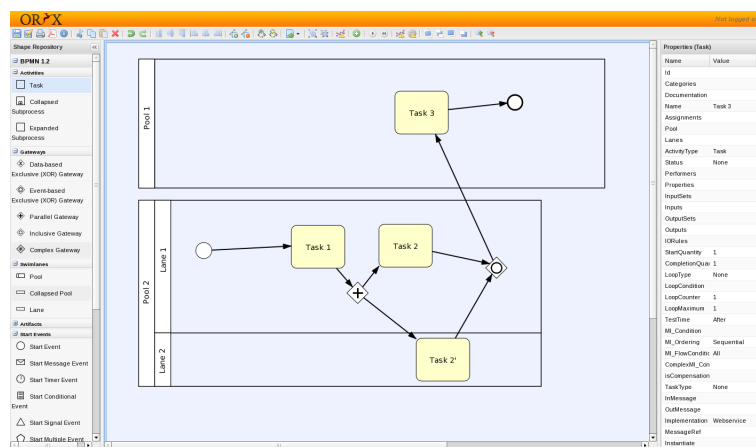 ORYX
Not logged o
Shape Repository
BPMN 1.2
Activities
Task
Collapsed
Subprocess
Expanded
Subprocess
Gateways
Data-based
Exclusive (XOR) Gateway
Event-based
Exclusive (XOR) Gateway
Parallel Gateway
Inclusive Gateway
Complex Gateway
Swimlanes
Pool
Collapsed Pool
Lane
Artifacts
Start Events
Start Event
Start Message Event
Start Timer Event
Start Conditional
Event
Start Signal Event
Start Multiple Event
Pool 1
Task 3
Pool 2
Lane 1
Task 1
Task 2
Lane 2
Task 2'
Properties (Task)
Name Value
Id
Categories
Documentation
Name Task 3
Assignments
Pool
Lanes
ActivityType Task
Status None
Performers
Properties
InputSets
Inputs
OutputSets
Outputs
IORules
StartQuantity 1
CompletionQuai 1
LoopType None
LoopCondition
LoopCounter 1
LoopMaximum 1
TestTime After
MI_Condition
MI_Ordering Sequential
MI_FlowConditic All
ComplexMI_Con
isCompensation
TaskType None
InMessage
OutMessage
Implementation Webservice
MessageRef
Instantiate